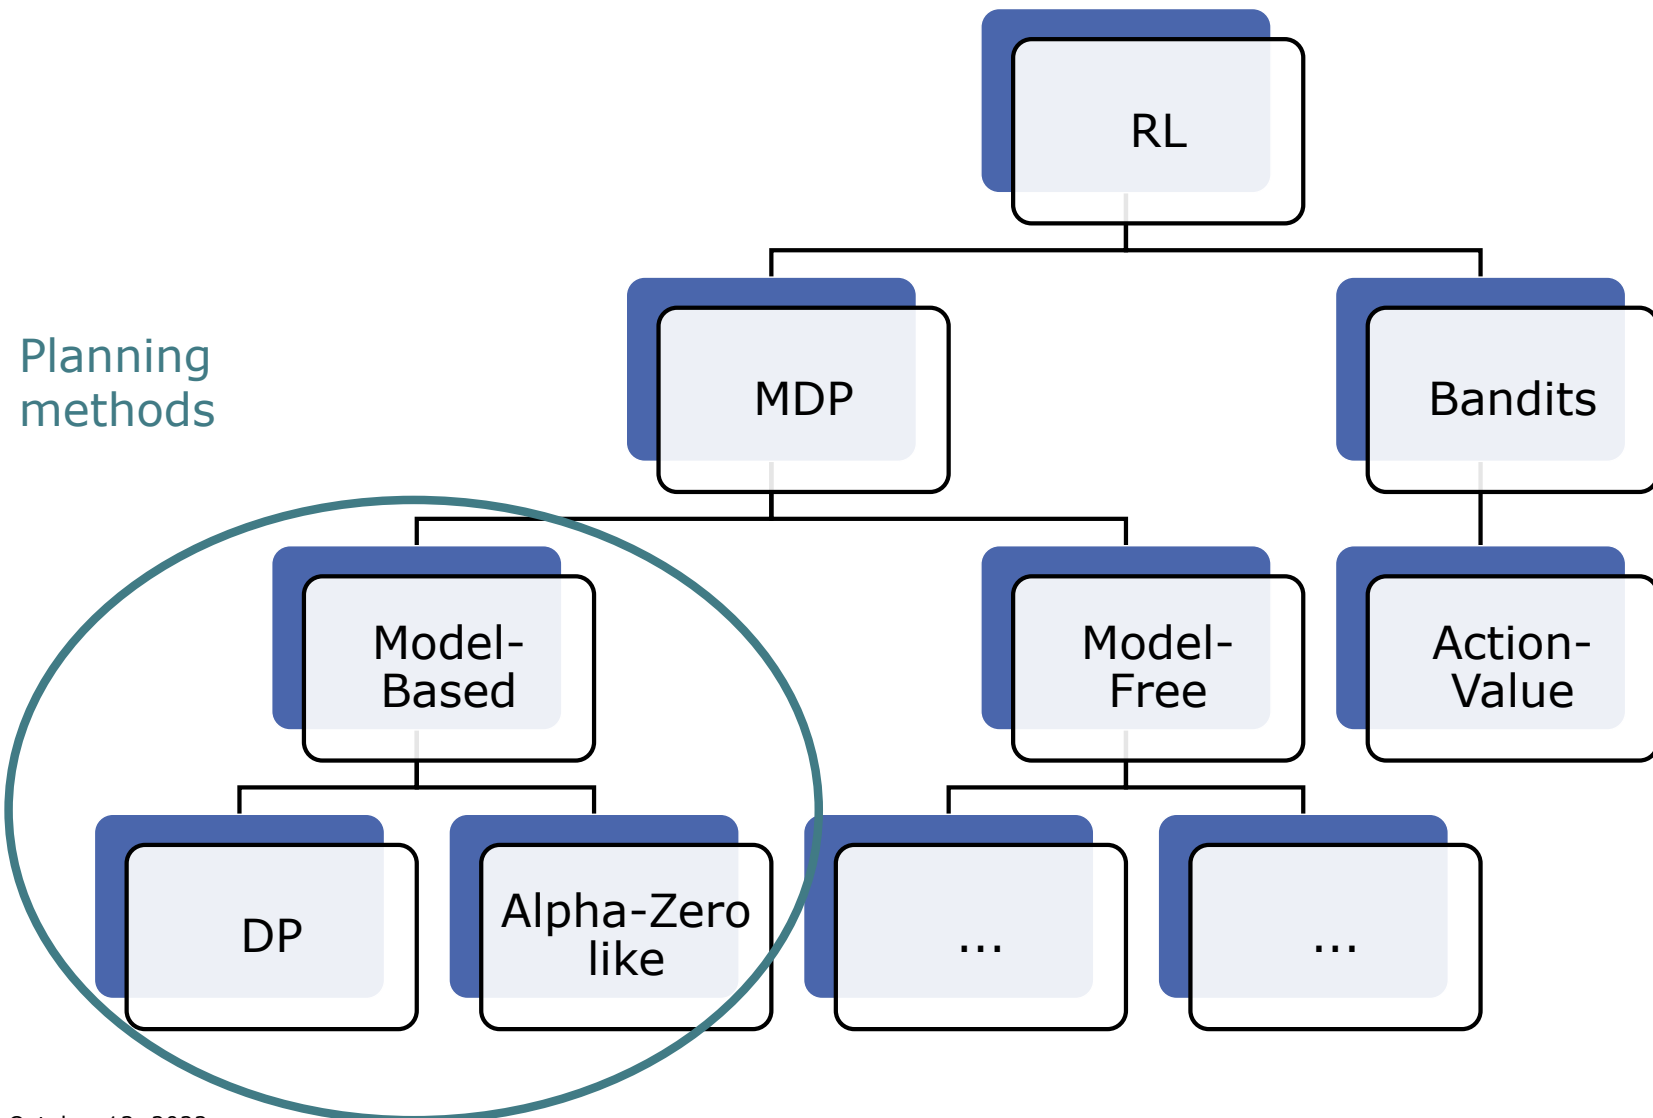 RL
Planning
methods
MDP
Bandits
Model-
Based
Model-
Free
Action-
Value
DP
Alpha-Zero
like
...
...